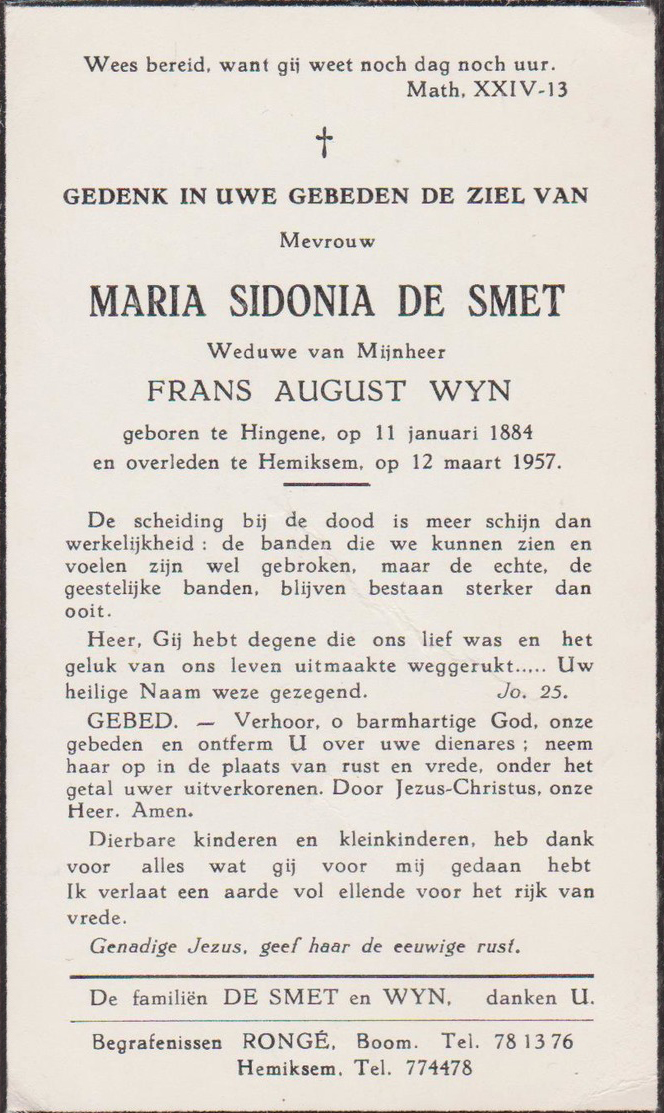 Wees bereid, want gij weet noch dag noch uur.
Math, XXIV-13
†
GEDENK IN UWE GEBEDEN DE ZIEL VAN
Mevrouw
MARIA SIDONIA DE SMET
Weduwe van Mijnheer
FRANS AUGUST WYN
geboren te Hingene, op 11 januari 1884
en overleden te Hemiksem, op 12 maart 1957.
De scheiding bij de dood is meer schijn dan
werkelijkheid : de banden die we kunnen zien en
voelen zijn wel gebroken, maar de echte, de
geestelijke banden, blijven bestaan sterker dan
ooit.
Heer, Gij hebt degene die ons lief was en het
geluk van ons leven uitmaakte weggerukt..... Uw
heilige Naam weze gezegend. Jo. 25.
GEBED. — Verhoor, o barmhartige God, onze
gebeden en ontferm U over uwe dienares ; neem
haar op in de plaats van rust en vrede, onder het
getal uwer uitverkorenen. Door Jezus-Christus, onze
Heer. Amen.
Dierbare kinderen en kleinkinderen, heb dank
voor alles wat gij voor mij gedaan hebt
Ik verlaat een aarde vol ellende voor het rijk van
vrede.
Genadige Jezus, geef haar de eeuwige rust.
De familiën DE SMET en WYN, danken U.
Begrafenissen RONGÉ, Boom. Tel. 78 13 76
Hemiksem. Tel. 774478